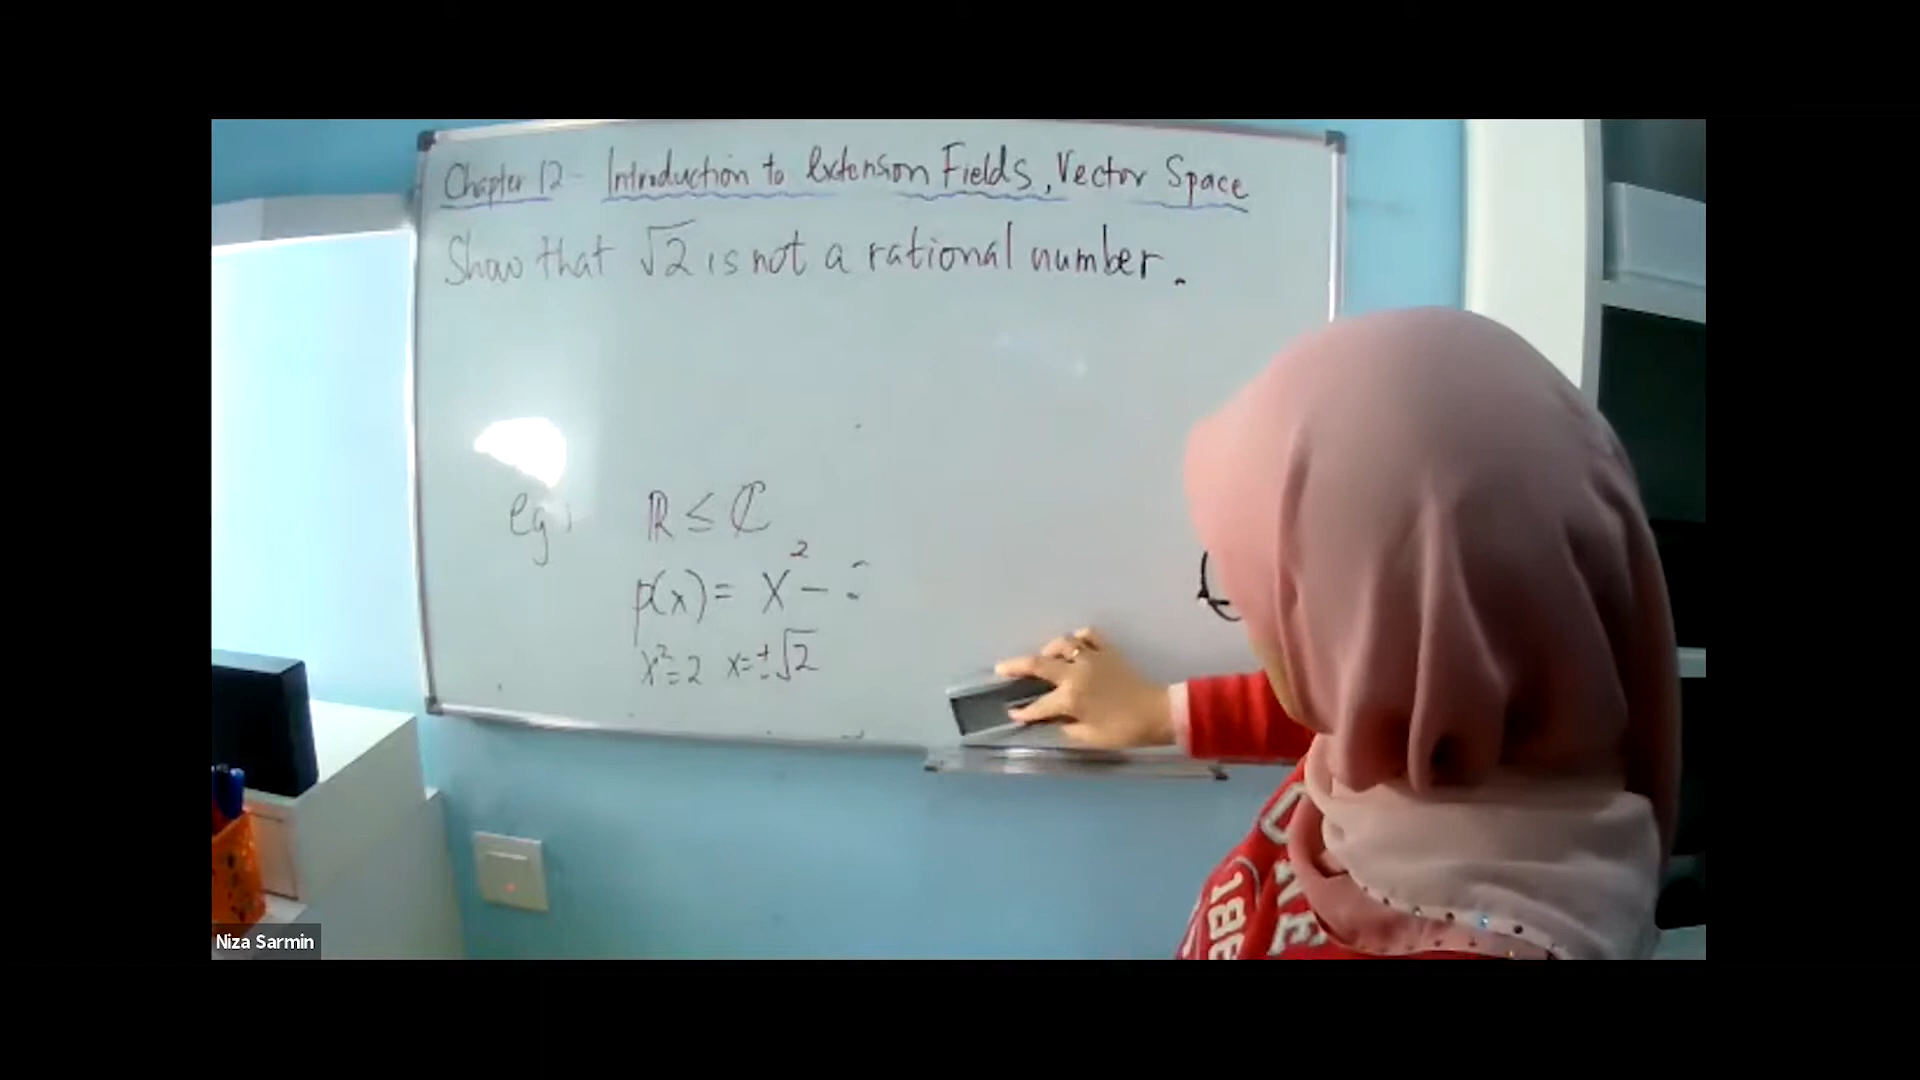 Chapter 12 - Introduction to Extension Fields, Vector Space
Show that √2 is not a rational number.
eg:
ℝ ≤ ℂ
p(x) = x² -
x² = 2 x = ±√2
188
Niza Sarmin